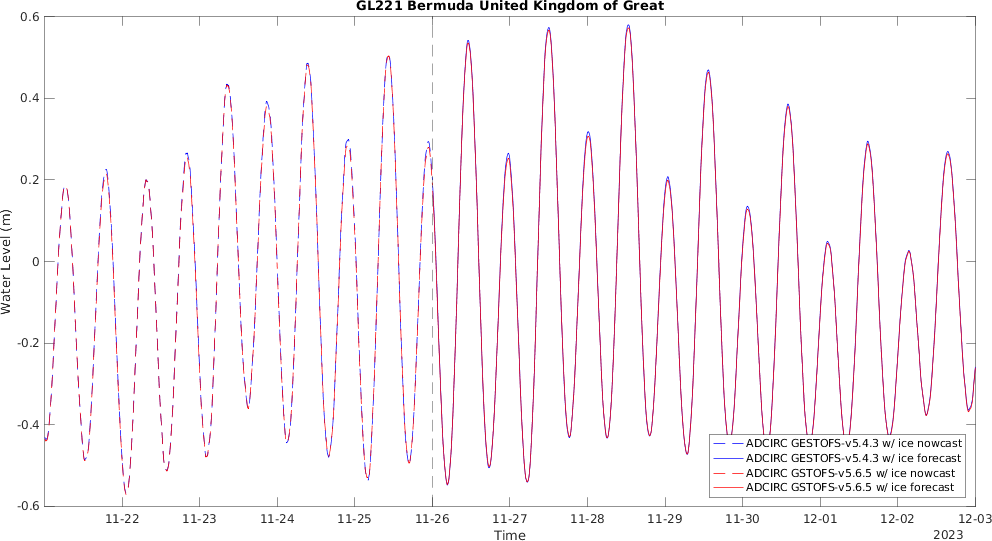 GL221 Bermuda United Kingdom of Great
0.6
0.4
0.2
0
-0.2
-0.4
-0.6
Water Level (m)
ADCIRC GESTOFS-v5.4.3 w/ ice nowcast
ADCIRC GESTOFS-v5.4.3 w/ ice forecast
ADCIRC GSTOFS-v5.6.5 w/ ice nowcast
ADCIRC GSTOFS-v5.6.5 w/ ice forecast
11-22 11-23 11-24 11-25 11-26 11-27 11-28 11-29 11-30 12-01 12-02 12-03
Time 2023